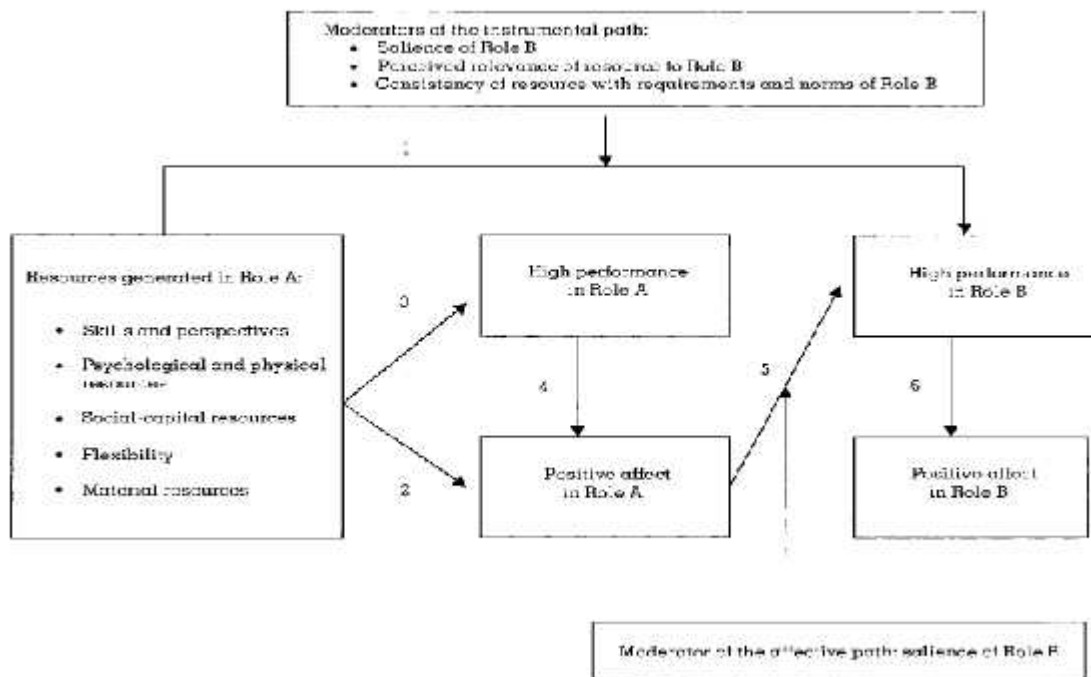 Moderators of the instrumental path:
• Salience of Role B
• Perceived relevance of resource to Role B
• Consistency of resource with requirements and norms of Role B
1
Resources generated in Role A:
• Skills and perspectives
• Psychological and physical
resources
• Social-capital resources
• Flexibility
• Material resources
3
2
High performance
in Role A
4
Positive affect
in Role A
5
High performance
in Role B
6
Positive affect
in Role B
Moderator of the affective path: salience of Role B